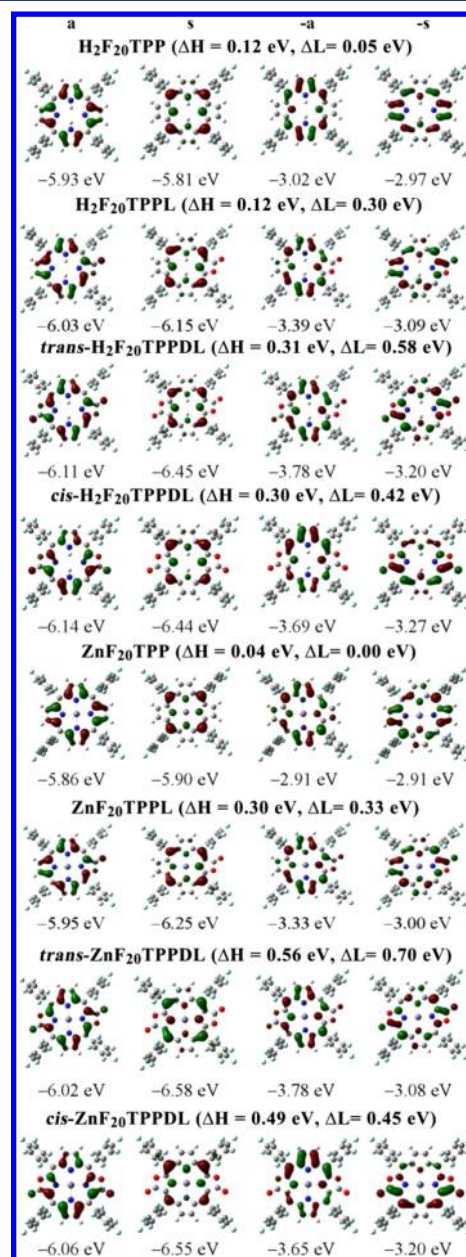 a s -a -s
H₂F₂₀TPP (ΔH = 0.12 eV, ΔL= 0.05 eV)
−5.93 eV −5.81 eV −3.02 eV −2.97 eV
H₂F₂₀TPPL (ΔH = 0.12 eV, ΔL= 0.30 eV)
−6.03 eV −6.15 eV −3.39 eV −3.09 eV
trans-H₂F₂₀TPPDL (ΔH = 0.31 eV, ΔL= 0.58 eV)
−6.11 eV −6.45 eV −3.78 eV −3.20 eV
cis-H₂F₂₀TPPDL (ΔH = 0.30 eV, ΔL= 0.42 eV)
−6.14 eV −6.44 eV −3.69 eV −3.27 eV
ZnF₂₀TPP (ΔH = 0.04 eV, ΔL= 0.00 eV)
−5.86 eV −5.90 eV −2.91 eV −2.91 eV
ZnF₂₀TPPL (ΔH = 0.30 eV, ΔL= 0.33 eV)
−5.95 eV −6.25 eV −3.33 eV −3.00 eV
trans-ZnF₂₀TPPDL (ΔH = 0.56 eV, ΔL= 0.70 eV)
−6.02 eV −6.58 eV −3.78 eV −3.08 eV
cis-ZnF₂₀TPPDL (ΔH = 0.49 eV, ΔL= 0.45 eV)
−6.06 eV −6.55 eV −3.65 eV −3.20 eV